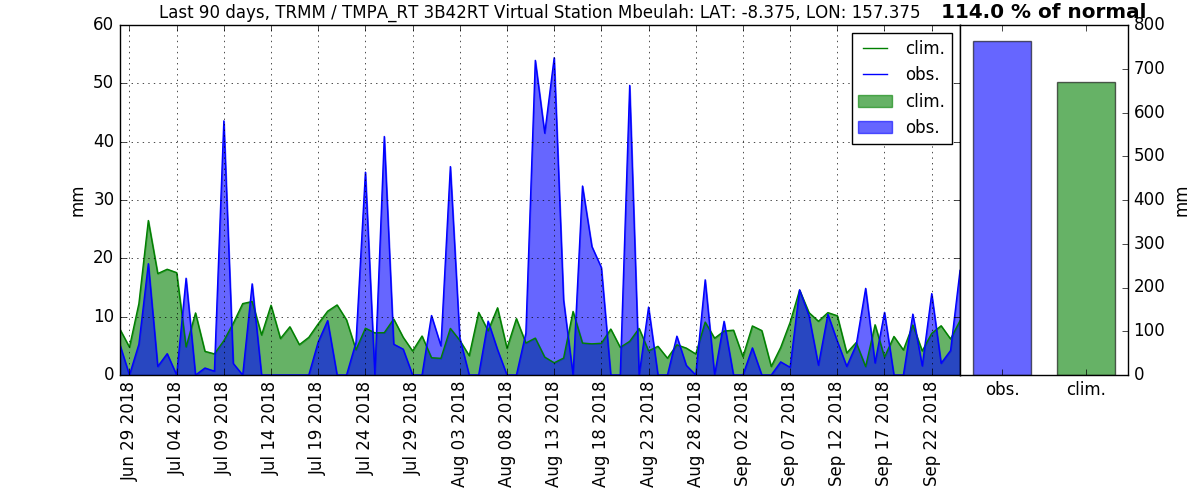 Last 90 days, TRMM / TMPA_RT 3B42RT Virtual Station Mbeulah: LAT: -8.375, LON: 157.375
114.0 % of normal
60
50
40
30
20
10
0
mm
clim.
obs.
clim.
obs.
Jun 29 2018
Jul 04 2018
Jul 09 2018
Jul 14 2018
Jul 19 2018
Jul 24 2018
Jul 29 2018
Aug 03 2018
Aug 08 2018
Aug 13 2018
Aug 18 2018
Aug 23 2018
Aug 28 2018
Sep 02 2018
Sep 07 2018
Sep 12 2018
Sep 17 2018
Sep 22 2018
800
700
600
500
400
300
200
100
0
mm
obs.
clim.